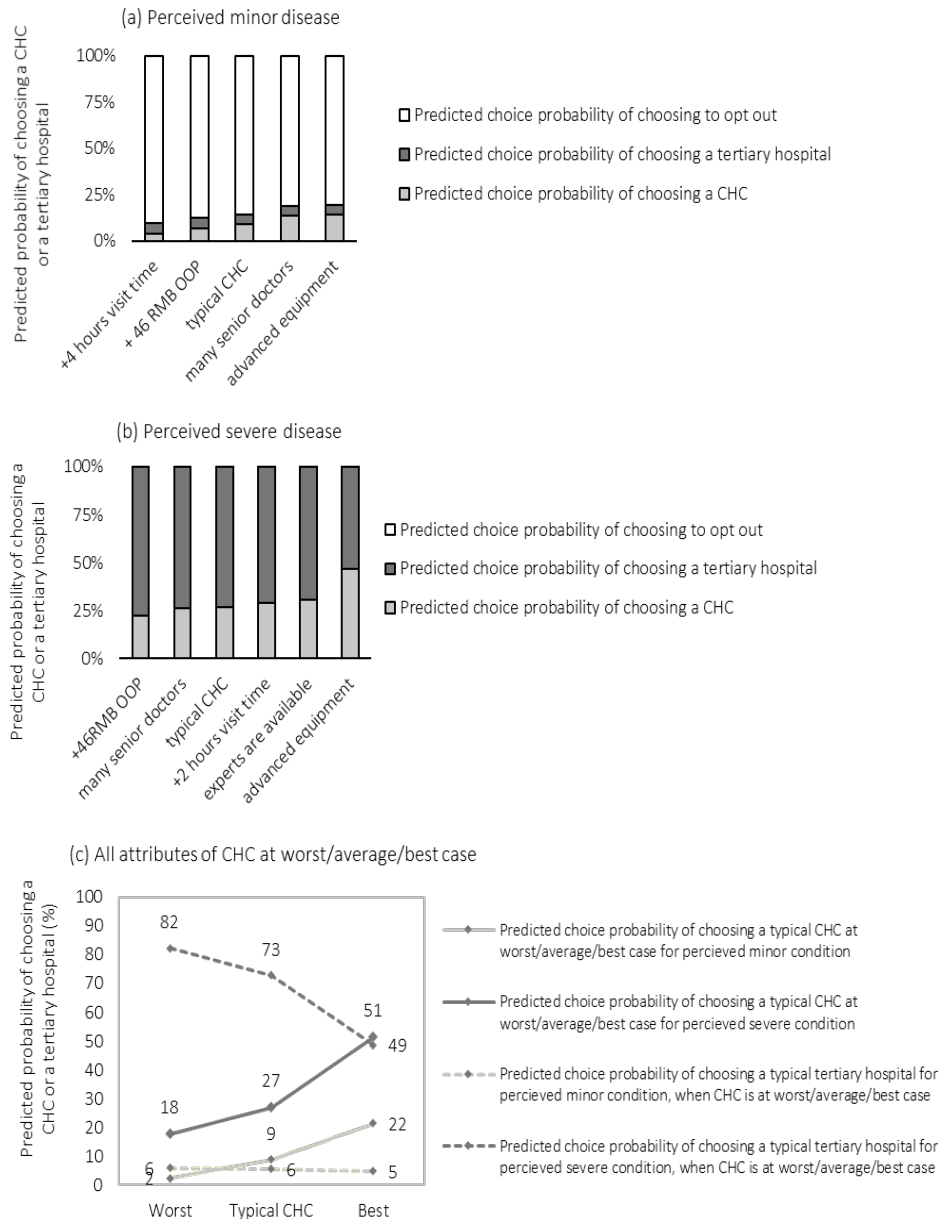 (a) Perceived minor disease
Predicted probability of choosing a CHC
or a tertiary hospital
100%
75%
50%
25%
0%
+4 hours visit time
+ 46 RMB OOP
typical CHC
many senior doctors
advanced equipment
Predicted choice probability of choosing to opt out
Predicted choice probability of choosing a tertiary hospital
Predicted choice probability of choosing a CHC
(b) Perceived severe disease
Predicted probability of choosing a
CHC or a tertiary hospital
100%
75%
50%
25%
0%
+46RMB OOP
many senior doctors
typical CHC
+2 hours visit time
experts are available
advanced equipment
Predicted choice probability of choosing to opt out
Predicted choice probability of choosing a tertiary hospital
Predicted choice probability of choosing a CHC
(c) All attributes of CHC at worst/average/best case
Predicted probability of choosing a
CHC or a tertiary hospital (%)
100
90
80
70
60
50
40
30
20
10
0
82
73
51
49
18
27
9
22
6
2
6
5
Worst
Typical CHC
Best
Predicted choice probability of choosing a typical CHC at
worst/average/best case for percieved minor condition
Predicted choice probability of choosing a typical CHC at
worst/average/best case for percieved severe condition
Predicted choice probability of choosing a typical tertiary hospital for
percieved minor condition, when CHC is at worst/average/best case
Predicted choice probability of choosing a typical tertiary hospital for
percieved severe condition, when CHC is at worst/average/best case